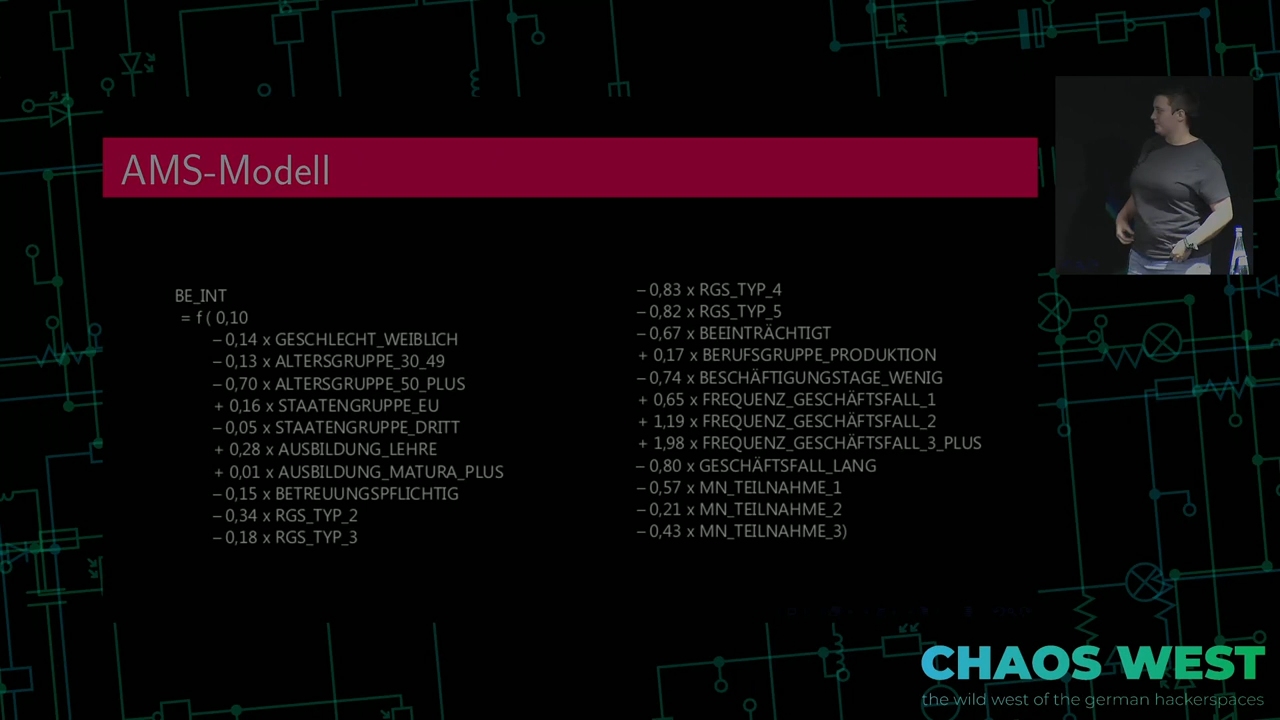 AMS-Modell
BE_INT
= f ( 0,10
– 0,14 x GESCHLECHT_WEIBLICH
– 0,13 x ALTERSGRUPPE_30_49
– 0,70 x ALTERSGRUPPE_50_PLUS
+ 0,16 x STAATENGRUPPE_EU
– 0,05 x STAATENGRUPPE_DRITT
+ 0,28 x AUSBILDUNG_LEHRE
+ 0,01 x AUSBILDUNG_MATURA_PLUS
– 0,15 x BETREUUNGSPFLICHTIG
– 0,34 x RGS_TYP_2
– 0,18 x RGS_TYP_3
– 0,83 x RGS_TYP_4
– 0,82 x RGS_TYP_5
– 0,67 x BEEINTRÄCHTIGT
+ 0,17 x BERUFSGRUPPE_PRODUKTION
– 0,74 x BESCHÄFTIGUNGSTAGE_WENIG
+ 0,65 x FREQUENZ_GESCHÄFTSFALL_1
+ 1,19 x FREQUENZ_GESCHÄFTSFALL_2
+ 1,98 x FREQUENZ_GESCHÄFTSFALL_3_PLUS
– 0,80 x GESCHÄFTSFALL_LANG
– 0,57 x MN_TEILNAHME_1
– 0,21 x MN_TEILNAHME_2
– 0,43 x MN_TEILNAHME_3)
CHAOS WEST
the wild west of the german hackerspaces